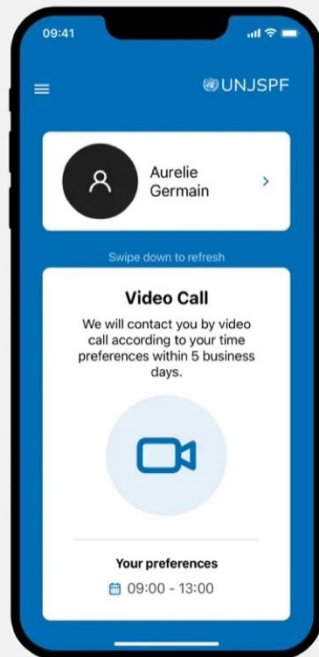 09:41
UNJSPF
Aurelie
Germain
Swipe down to refresh
Video Call
We will contact you by video
call according to your time
preferences within 5 business
days.
Your preferences
09:00 - 13:00